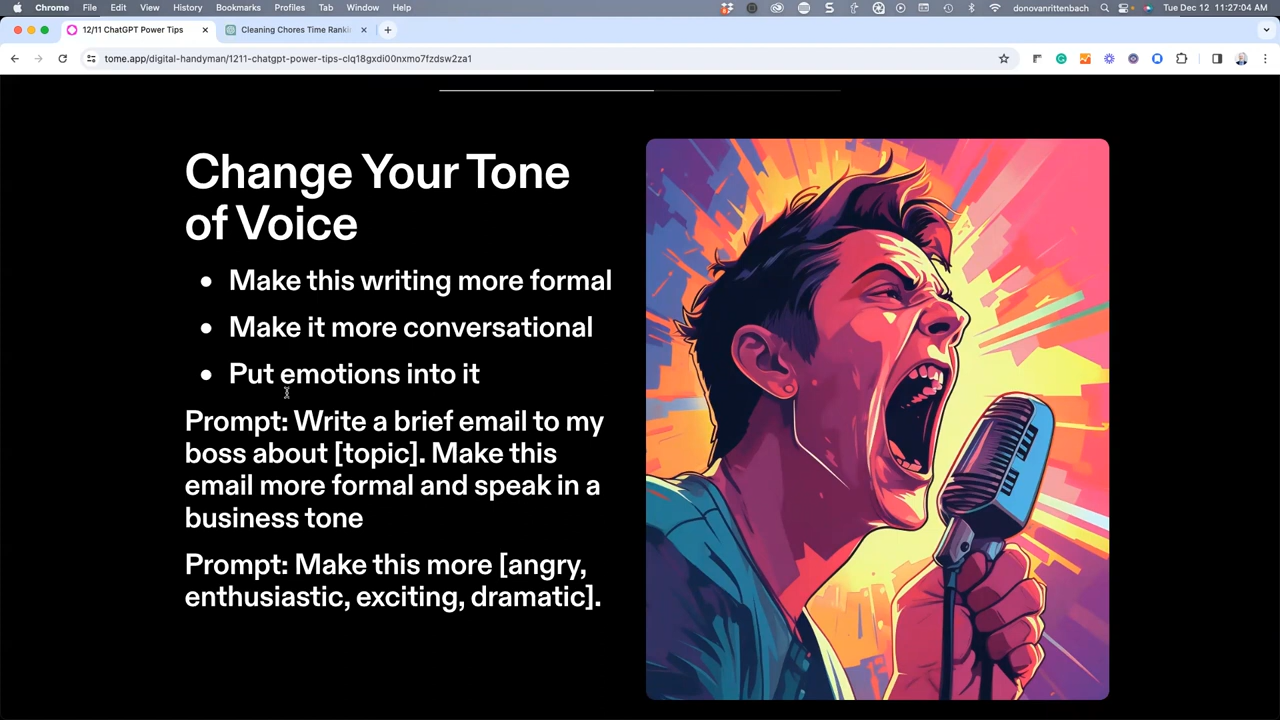 Chrome File Edit View History Bookmarks Profiles Tab Window Help donovanrittenbach Tue Dec 12 11:27:04 AM
12/11 ChatGPT Power Tips Cleaning Chores Time Ranki
tome.app/digital-handyman/1211-chatgpt-power-tips-clq18gxdi00nxmo7fzdsw2za1
Change Your Tone
of Voice
• Make this writing more formal
• Make it more conversational
• Put emotions into it
Prompt: Write a brief email to my
boss about [topic]. Make this
email more formal and speak in a
business tone
Prompt: Make this more [angry,
enthusiastic, exciting, dramatic].